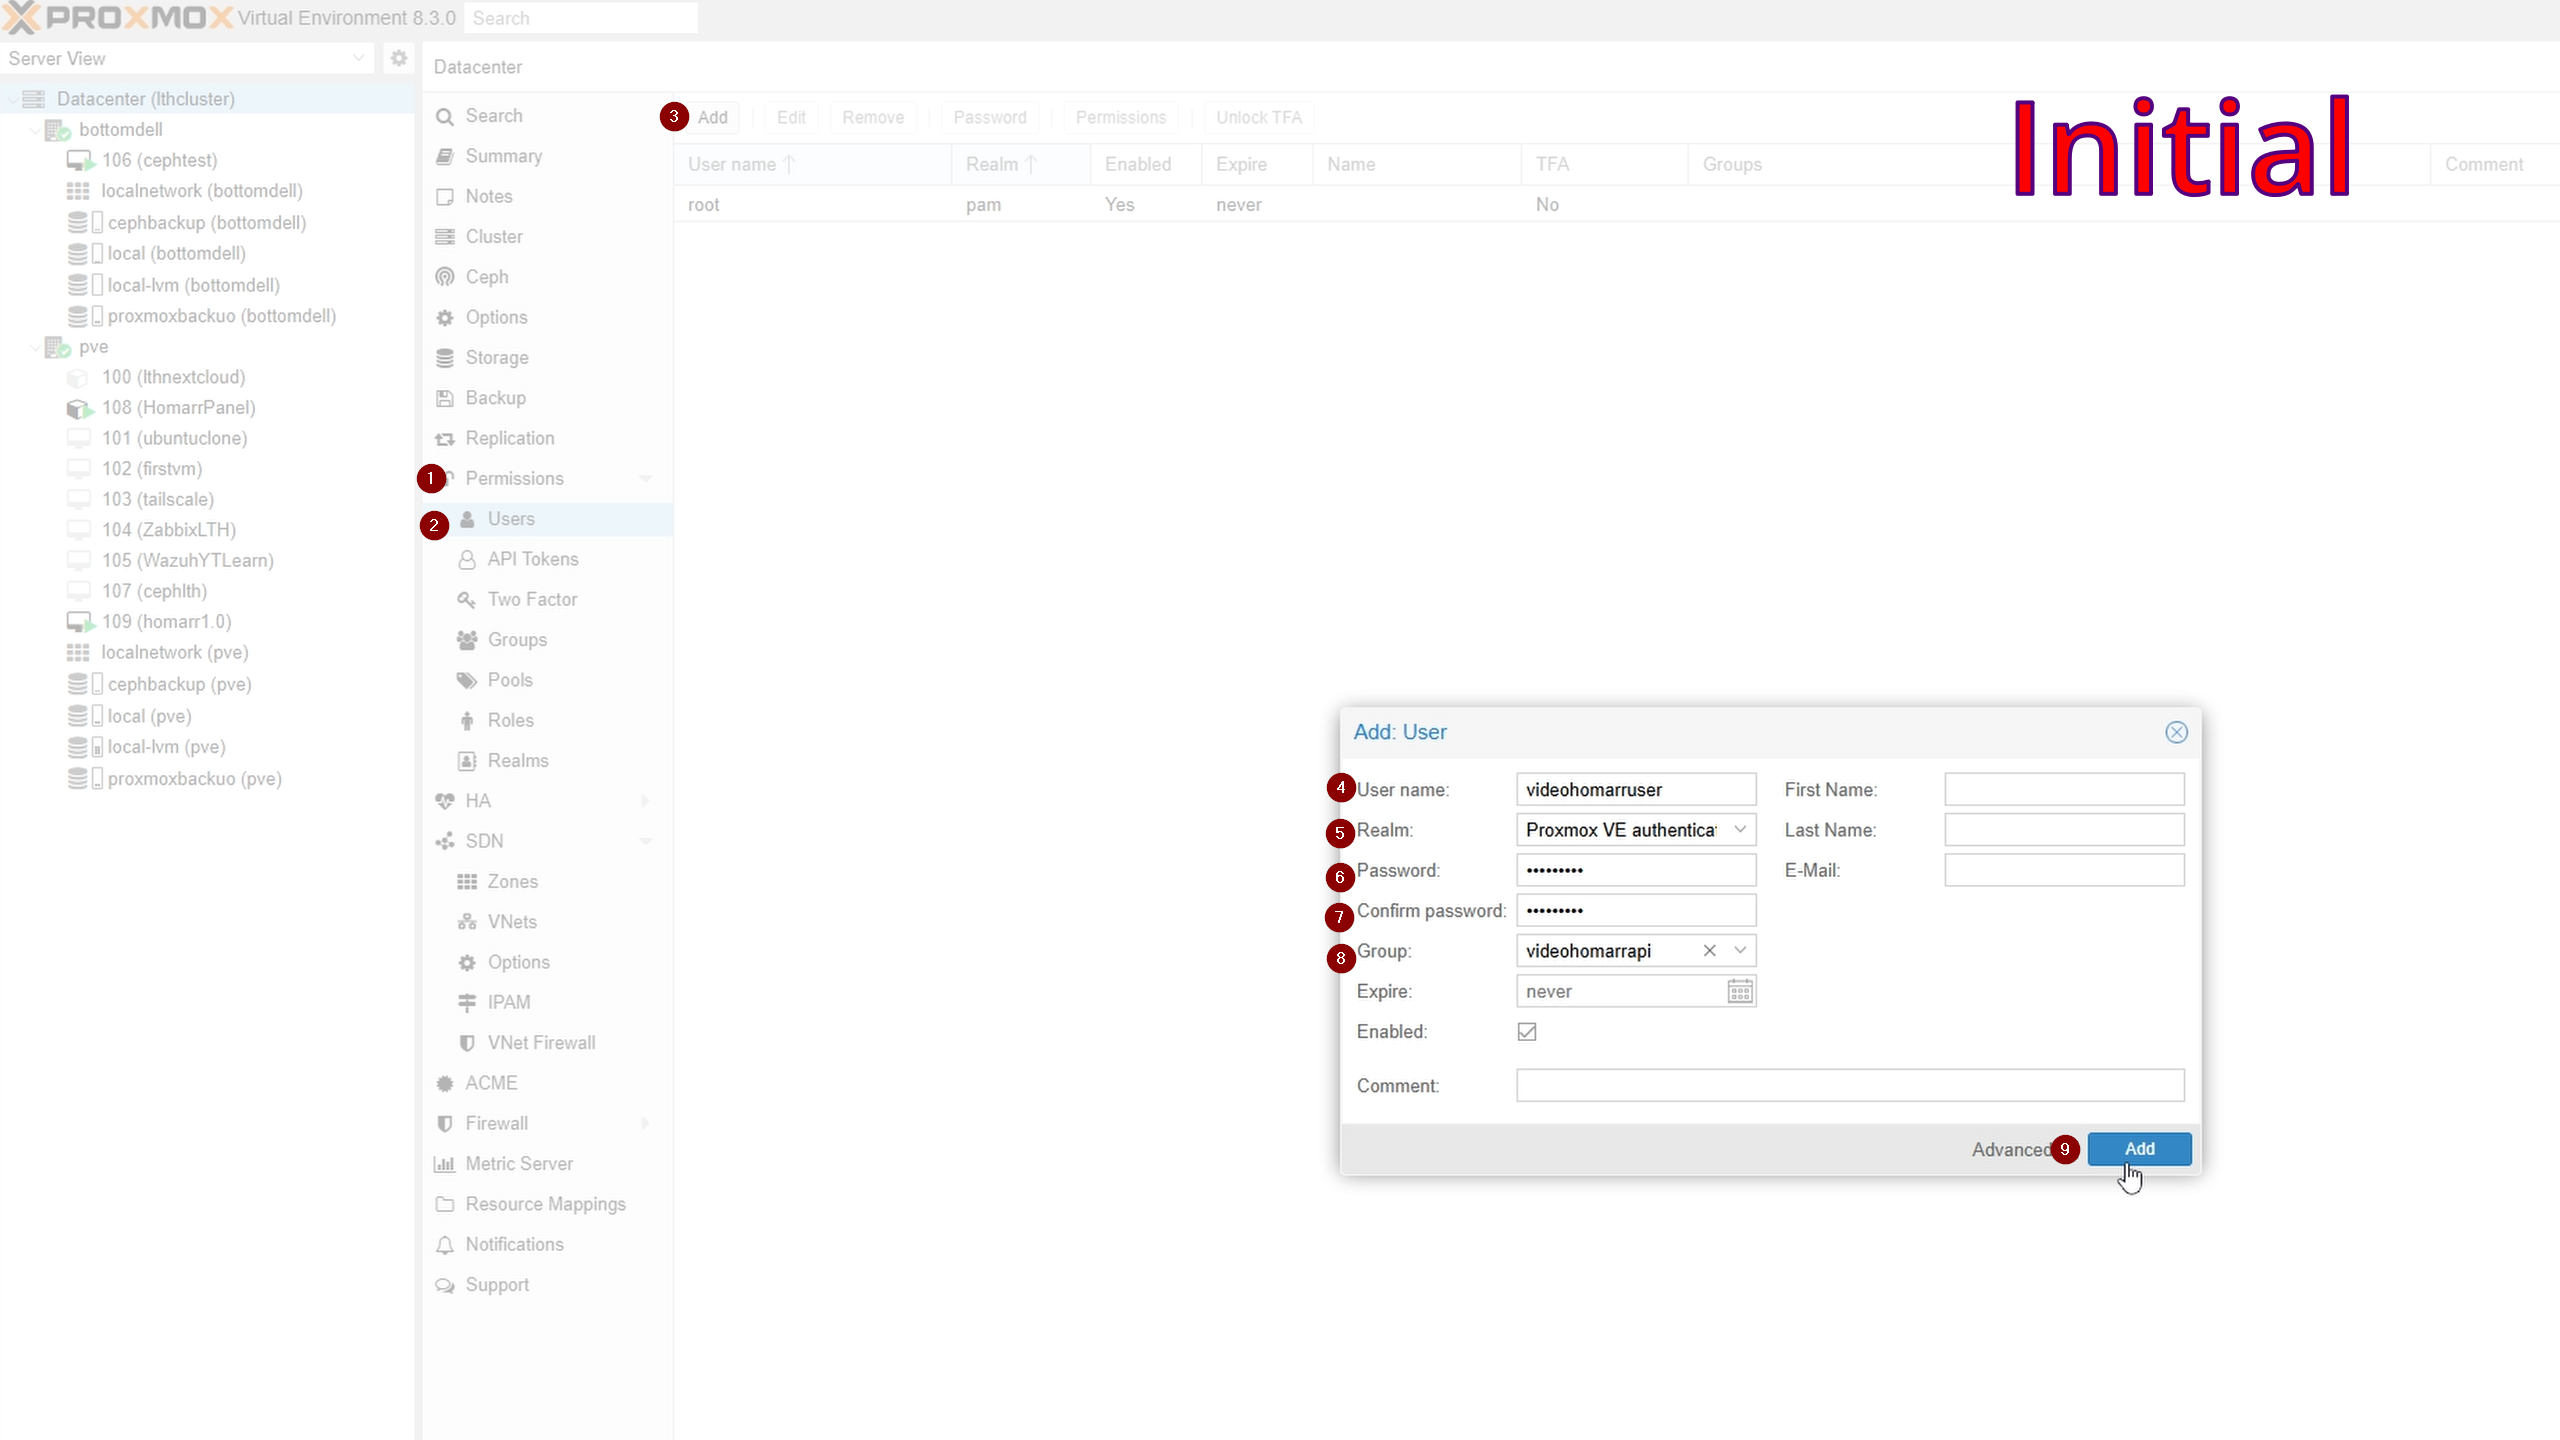 PROXMOX Virtual Environment 8.3.0 Search
Server View
Datacenter (lthcluster)
bottomdell
106 (cephtest)
localnetwork (bottomdell)
cephbackup (bottomdell)
local (bottomdell)
local-lvm (bottomdell)
proxmoxbackuo (bottomdell)
pve
100 (lthnextcloud)
108 (HomarrPanel)
101 (ubuntuclone)
102 (firstvm)
103 (tailscale)
104 (ZabbixLTH)
105 (WazuhYTLearn)
107 (cephlth)
109 (homarr1.0)
localnetwork (pve)
cephbackup (pve)
local (pve)
local-lvm (pve)
proxmoxbackuo (pve)
Datacenter
Search
Summary
Notes
Cluster
Ceph
Options
Storage
Backup
Replication
1 Permissions
2 Users
API Tokens
Two Factor
Groups
Pools
Roles
Realms
HA
SDN
Zones
VNets
Options
IPAM
VNet Firewall
ACME
Firewall
Metric Server
Resource Mappings
Notifications
Support
3 Add Edit Remove Password Permissions Unlock TFA
Initial
User name Realm Enabled Expire Name TFA Groups Comment
root pam Yes never No
Add: User
4 User name: videohomarruser First Name:
5 Realm: Proxmox VE authenticat Last Name:
6 Password: ••••••••• E-Mail:
7 Confirm password: •••••••••
8 Group: videohomarrapi
Expire: never
Enabled:
Comment:
Advanced 9 Add